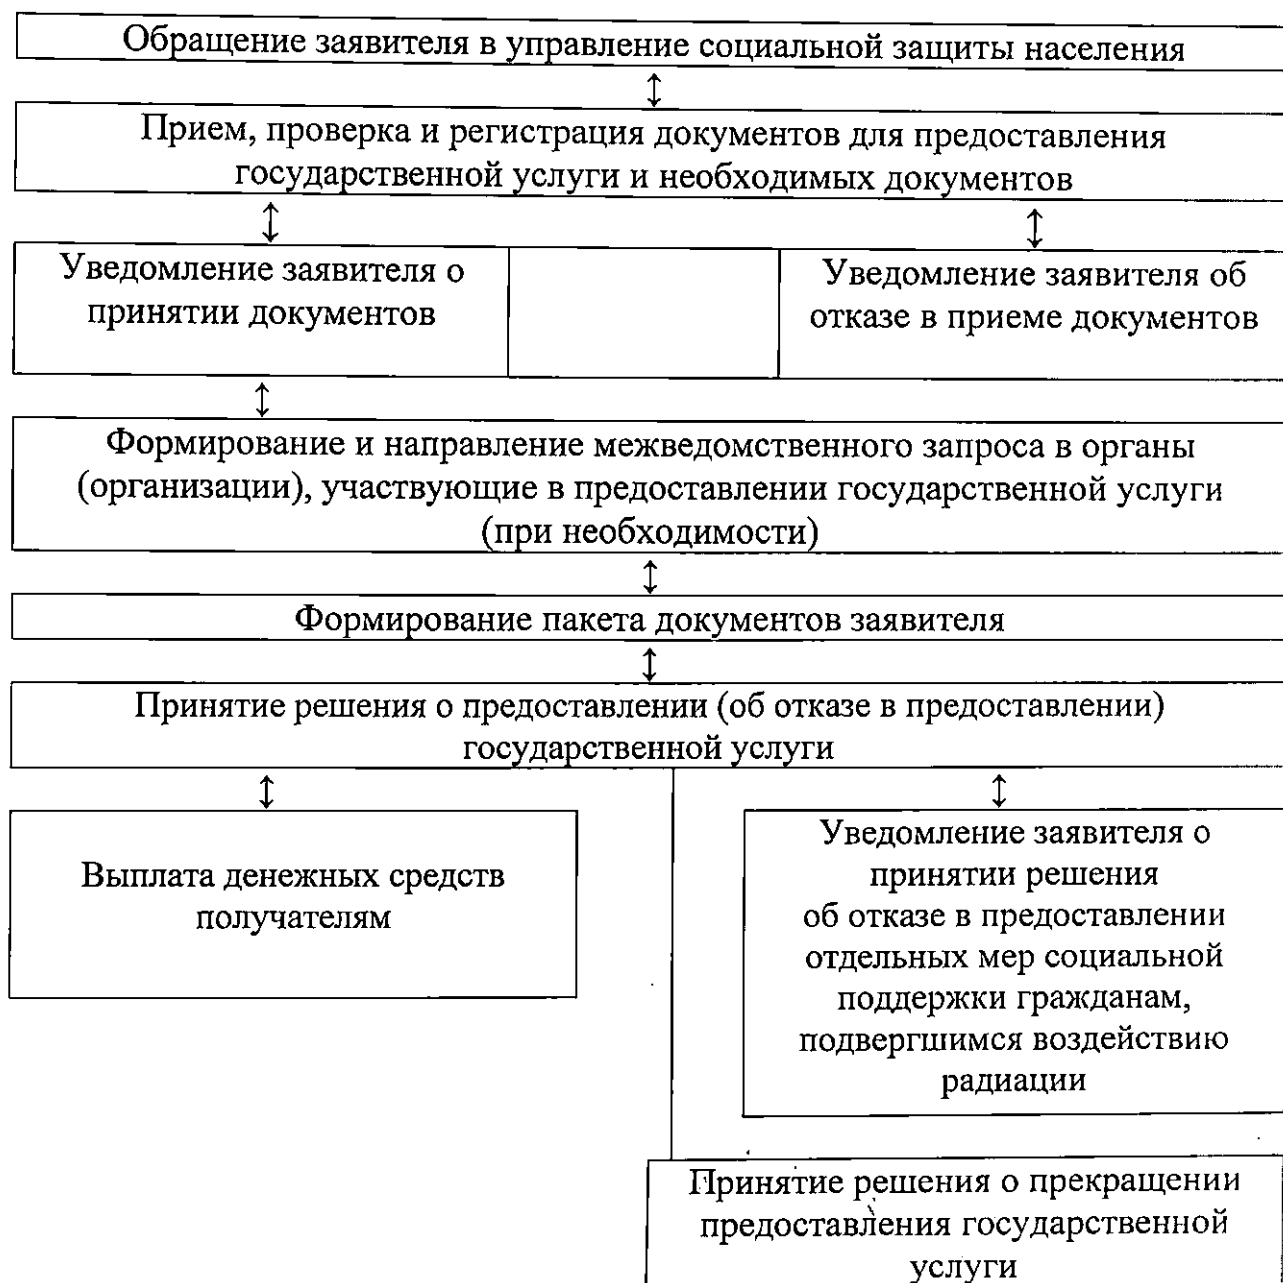 Обращение заявителя в управление социальной защиты населения
Прием, проверка и регистрация документов для предоставления
государственной услуги и необходимых документов
Уведомление заявителя о
принятии документов
Уведомление заявителя об
отказе в приеме документов
Формирование и направление межведомственного запроса в органы
(организации), участвующие в предоставлении государственной услуги
(при необходимости)
Формирование пакета документов заявителя
Принятие решения о предоставлении (об отказе в предоставлении)
государственной услуги
Выплата денежных средств
получателям
Уведомление заявителя о
принятии решения
об отказе в предоставлении
отдельных мер социальной
поддержки гражданам,
подвергшимся воздействию
радиации
Принятие решения о прекращении
предоставления государственной
услуги